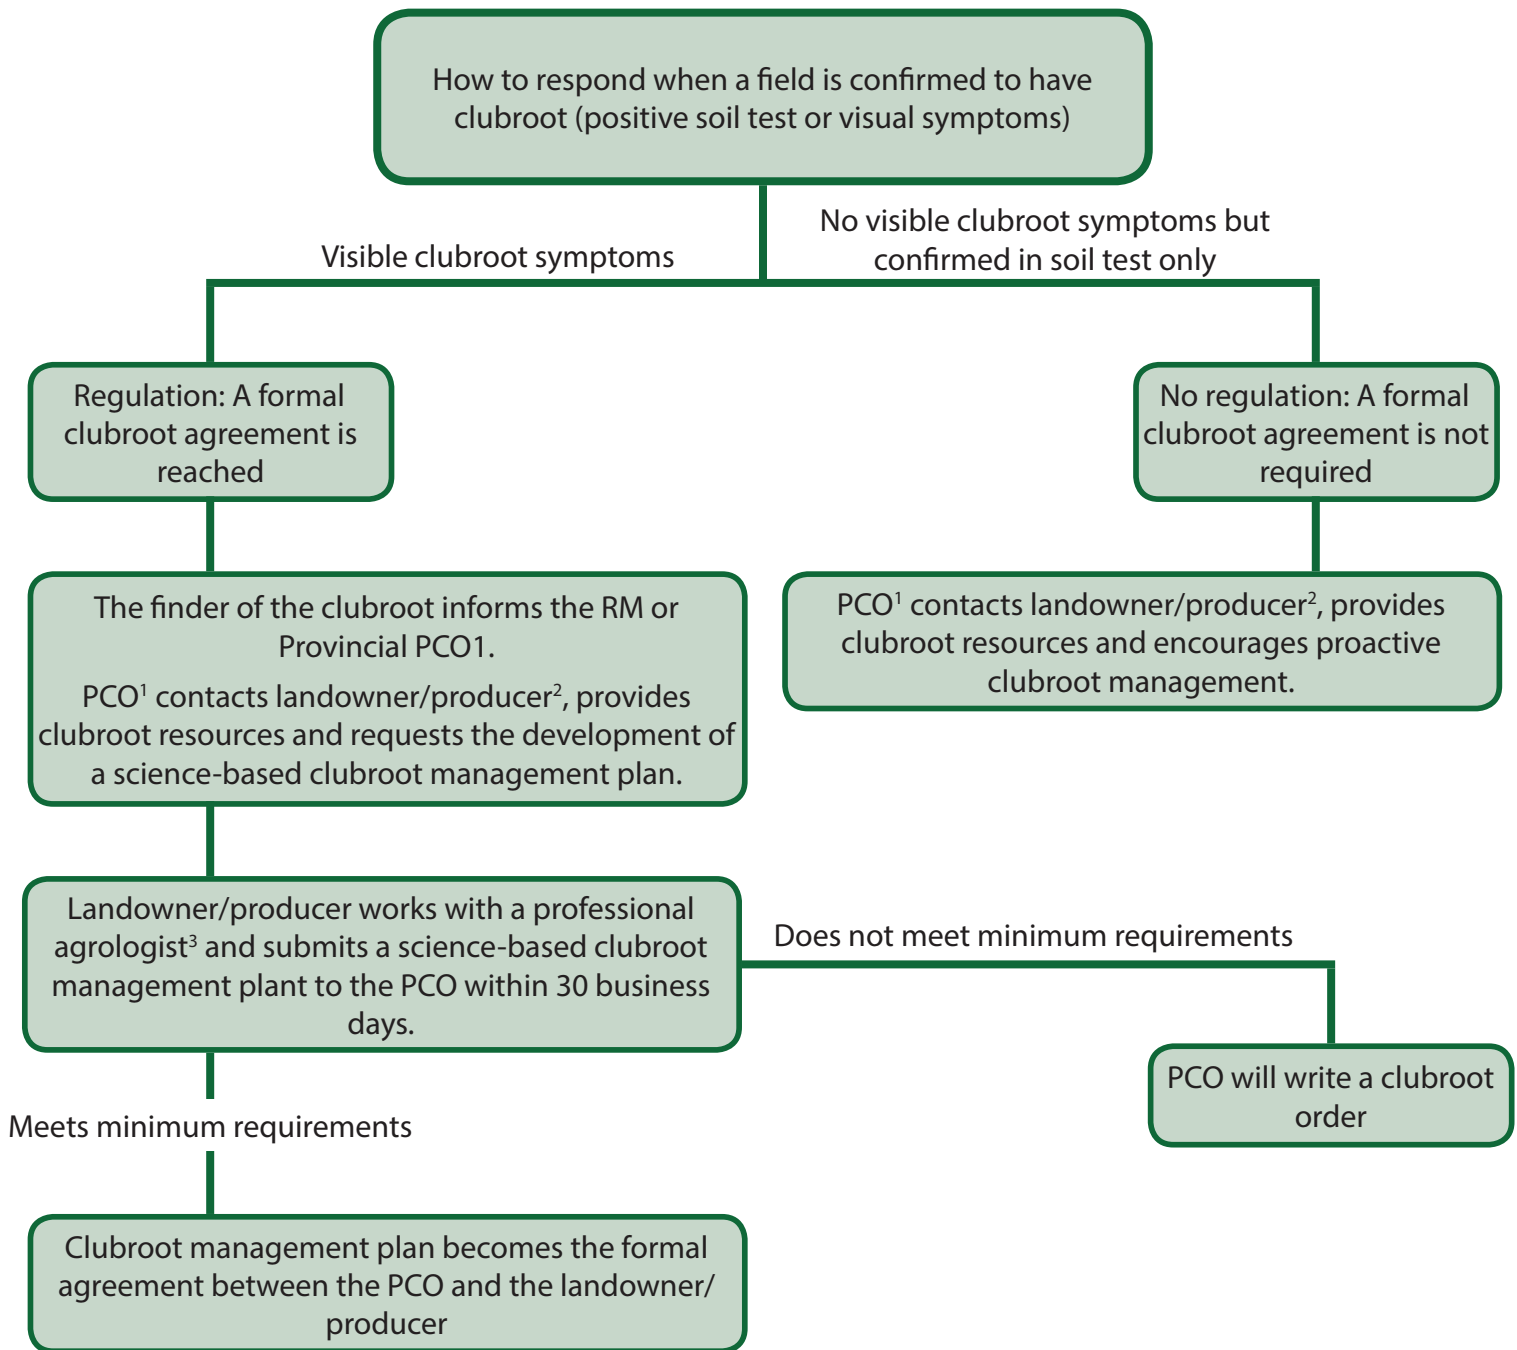 How to respond when a field is confirmed to have
clubroot (positive soil test or visual symptoms)
Visible clubroot symptoms
No visible clubroot symptoms but
confirmed in soil test only
Regulation: A formal
clubroot agreement is
reached
No regulation: A formal
clubroot agreement is not
required
The finder of the clubroot informs the RM or
Provincial PCO1.
PCO¹ contacts landowner/producer², provides
clubroot resources and requests the development of
a science-based clubroot management plan.
PCO¹ contacts landowner/producer², provides
clubroot resources and encourages proactive
clubroot management.
Landowner/producer works with a professional
agrologist³ and submits a science-based clubroot
management plant to the PCO within 30 business
days.
Does not meet minimum requirements
PCO will write a clubroot
order
Meets minimum requirements
Clubroot management plan becomes the formal
agreement between the PCO and the landowner/
producer